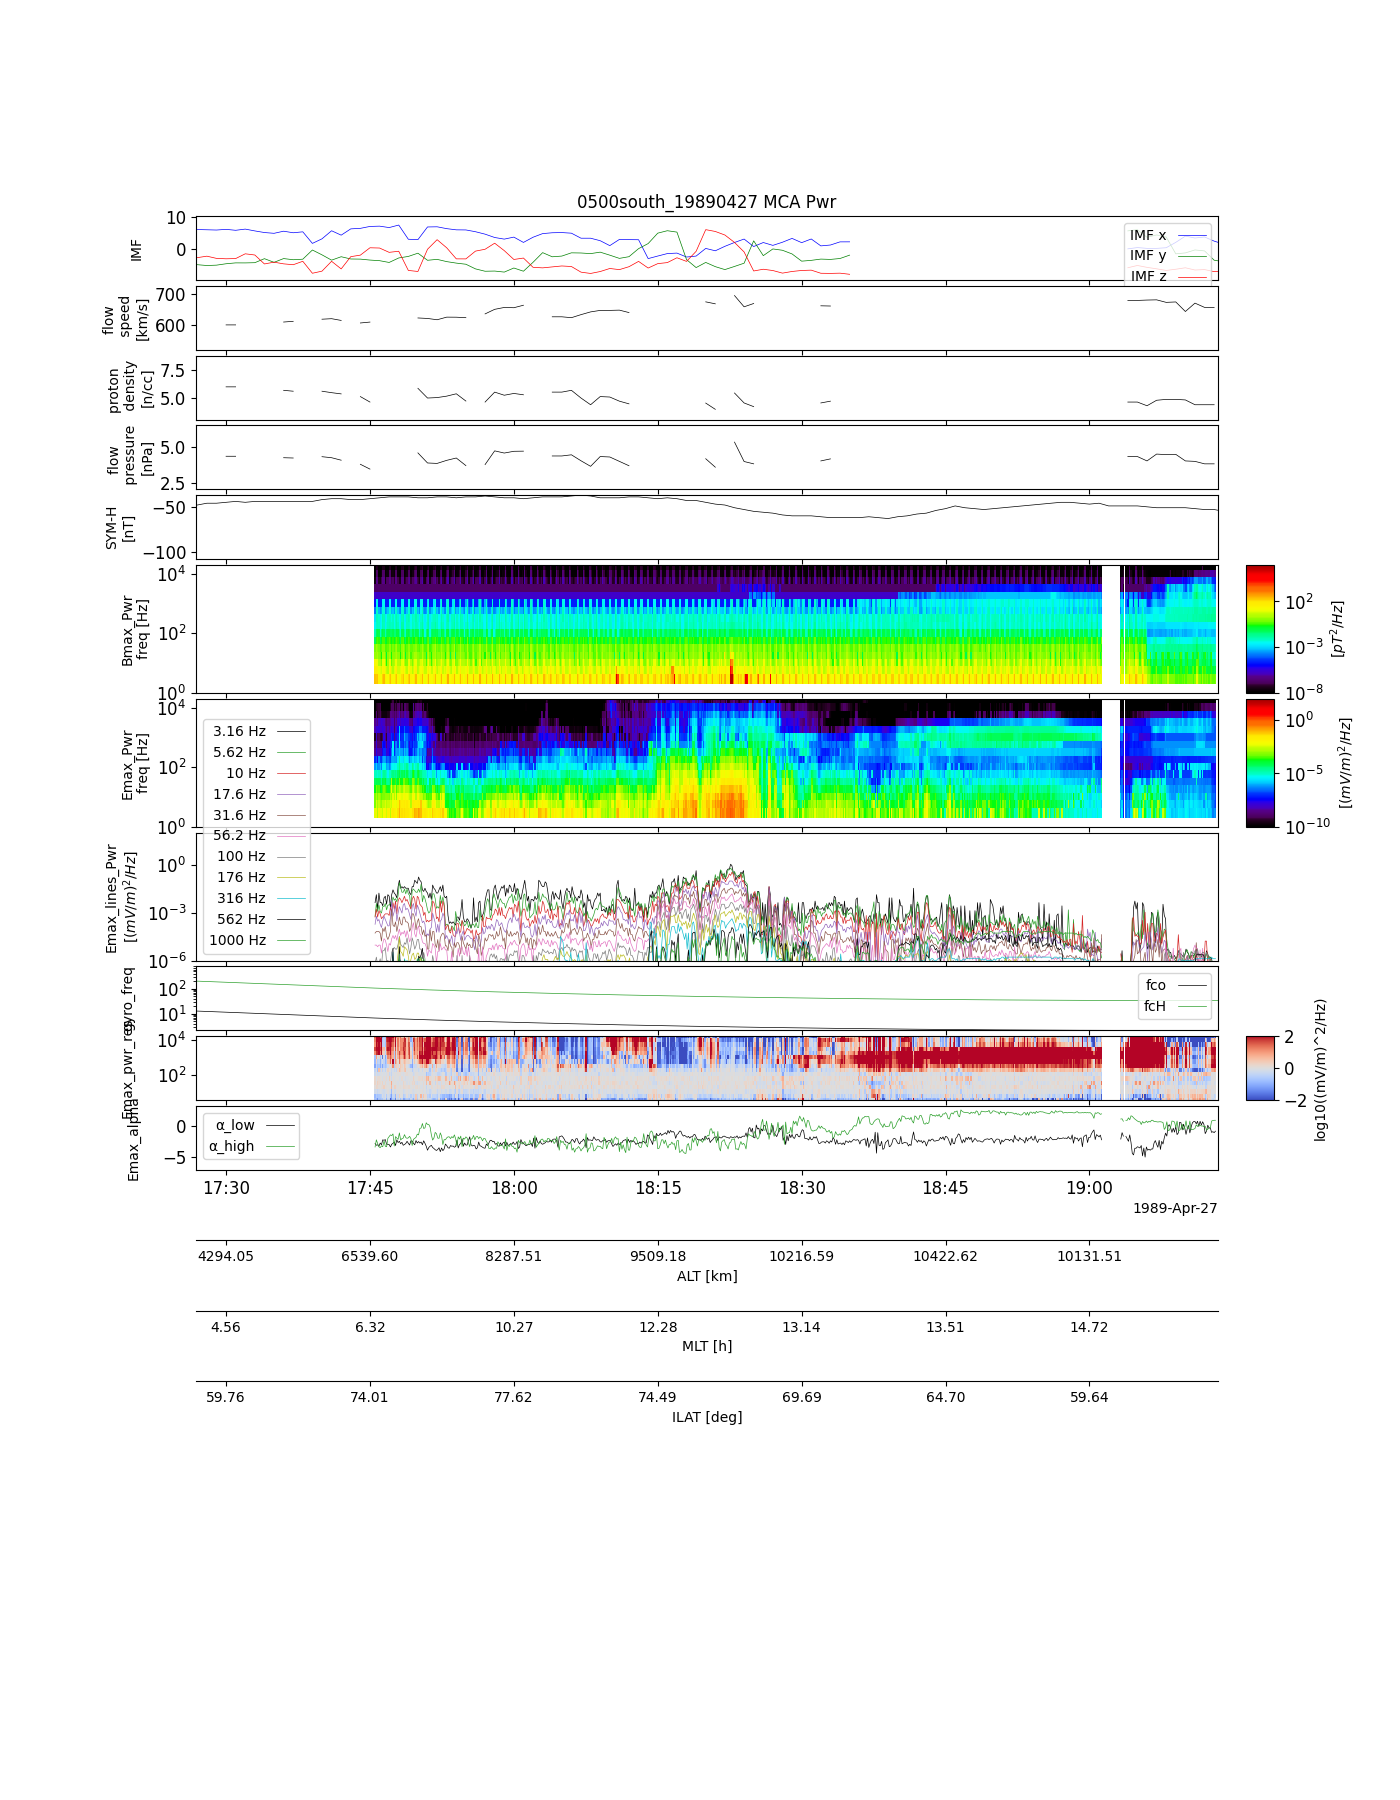 0500south_19890427 MCA Pwr
10
0
IMF
IMF x
IMF y
IMF z
700
600
flow
speed
[km/s]
7.5
5.0
proton
density
[n/cc]
5.0
2.5
flow
pressure
[nPa]
−50
−100
SYM-H
[nT]
10^4
10^2
10^0
Bmax_Pwr
freq [Hz]
10^2
10^−3
10^−8
[pT^2/Hz]
10^4
10^2
10^0
Emax_Pwr
freq [Hz]
10^0
10^−5
10^−10
[(mV/m)^2/Hz]
3.16 Hz
5.62 Hz
10 Hz
17.6 Hz
31.6 Hz
56.2 Hz
100 Hz
176 Hz
316 Hz
562 Hz
1000 Hz
10^0
10^−3
10^−6
Emax_lines_Pwr
[(mV/m)^2/Hz]
10^2
10^1
gyro_freq
fco
fcH
10^4
10^2
Emax_pwr_reg
2
0
−2
log10((mV/m)^2/Hz)
0
−5
Emax_alpha
α_low
α_high
17:30 17:45 18:00 18:15 18:30 18:45 19:00
1989-Apr-27
4294.05 6539.60 8287.51 9509.18 10216.59 10422.62 10131.51
ALT [km]
4.56 6.32 10.27 12.28 13.14 13.51 14.72
MLT [h]
59.76 74.01 77.62 74.49 69.69 64.70 59.64
ILAT [deg]